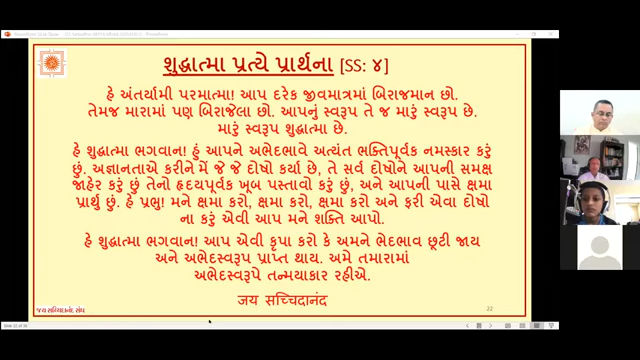 શુદ્ધાત્મા પ્રત્યે પ્રાર્થના [SS: ૪]
હે અંતર્યામી પરમાત્મા! આપ દરેક જીવમાત્રમાં બિરાજમાન છો.
તેમજ મારામાં પણ બિરાજેલા છો. આપનું સ્વરૂપ તે જ મારું સ્વરૂપ છે.
મારું સ્વરૂપ શુદ્ધાત્મા છે.
હે શુદ્ધાત્મા ભગવાન! હું આપને અભેદભાવે અત્યંત ભક્તિપૂર્વક નમસ્કાર કરું
છું. અજ્ઞાનતાએ કરીને મેં જે જે દોષો કર્યા છે, તે સર્વ દોષોને આપની સમક્ષ
જાહેર કરું છું તેનો હૃદયપૂર્વક ખૂબ પસ્તાવો કરું છું, અને આપની પાસે ક્ષમા
પ્રાર્થું છું. હે પ્રભુ! મને ક્ષમા કરો, ક્ષમા કરો, ક્ષમા કરો અને ફરી એવા દોષો
ના કરું એવી આપ મને શક્તિ આપો.
હે શુદ્ધાત્મા ભગવાન! આપ એવી કૃપા કરો કે અમને ભેદભાવ છૂટી જાય
અને અભેદસ્વરૂપ પ્રાપ્ત થાય. અમે તમારામાં
અભેદસ્વરૂપે તન્મયાકાર રહીએ.
જય સચ્ચિદાનંદ
જય સચ્ચિદાનંદ સંઘ
22